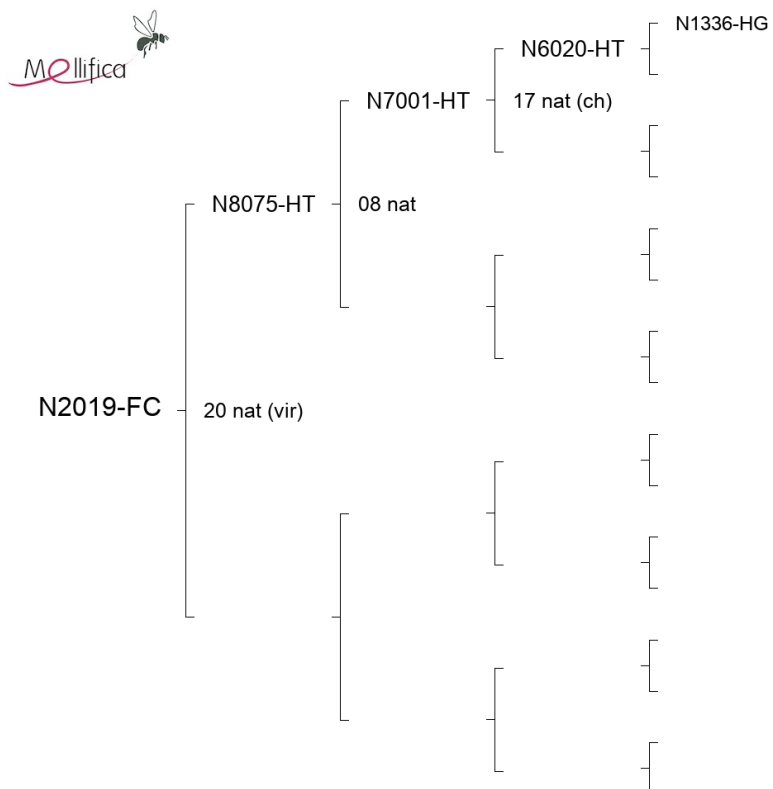 Mellifica
N1336-HG
N6020-HT
N7001-HT
17 nat (ch)
N8075-HT
08 nat
N2019-FC
20 nat (vir)